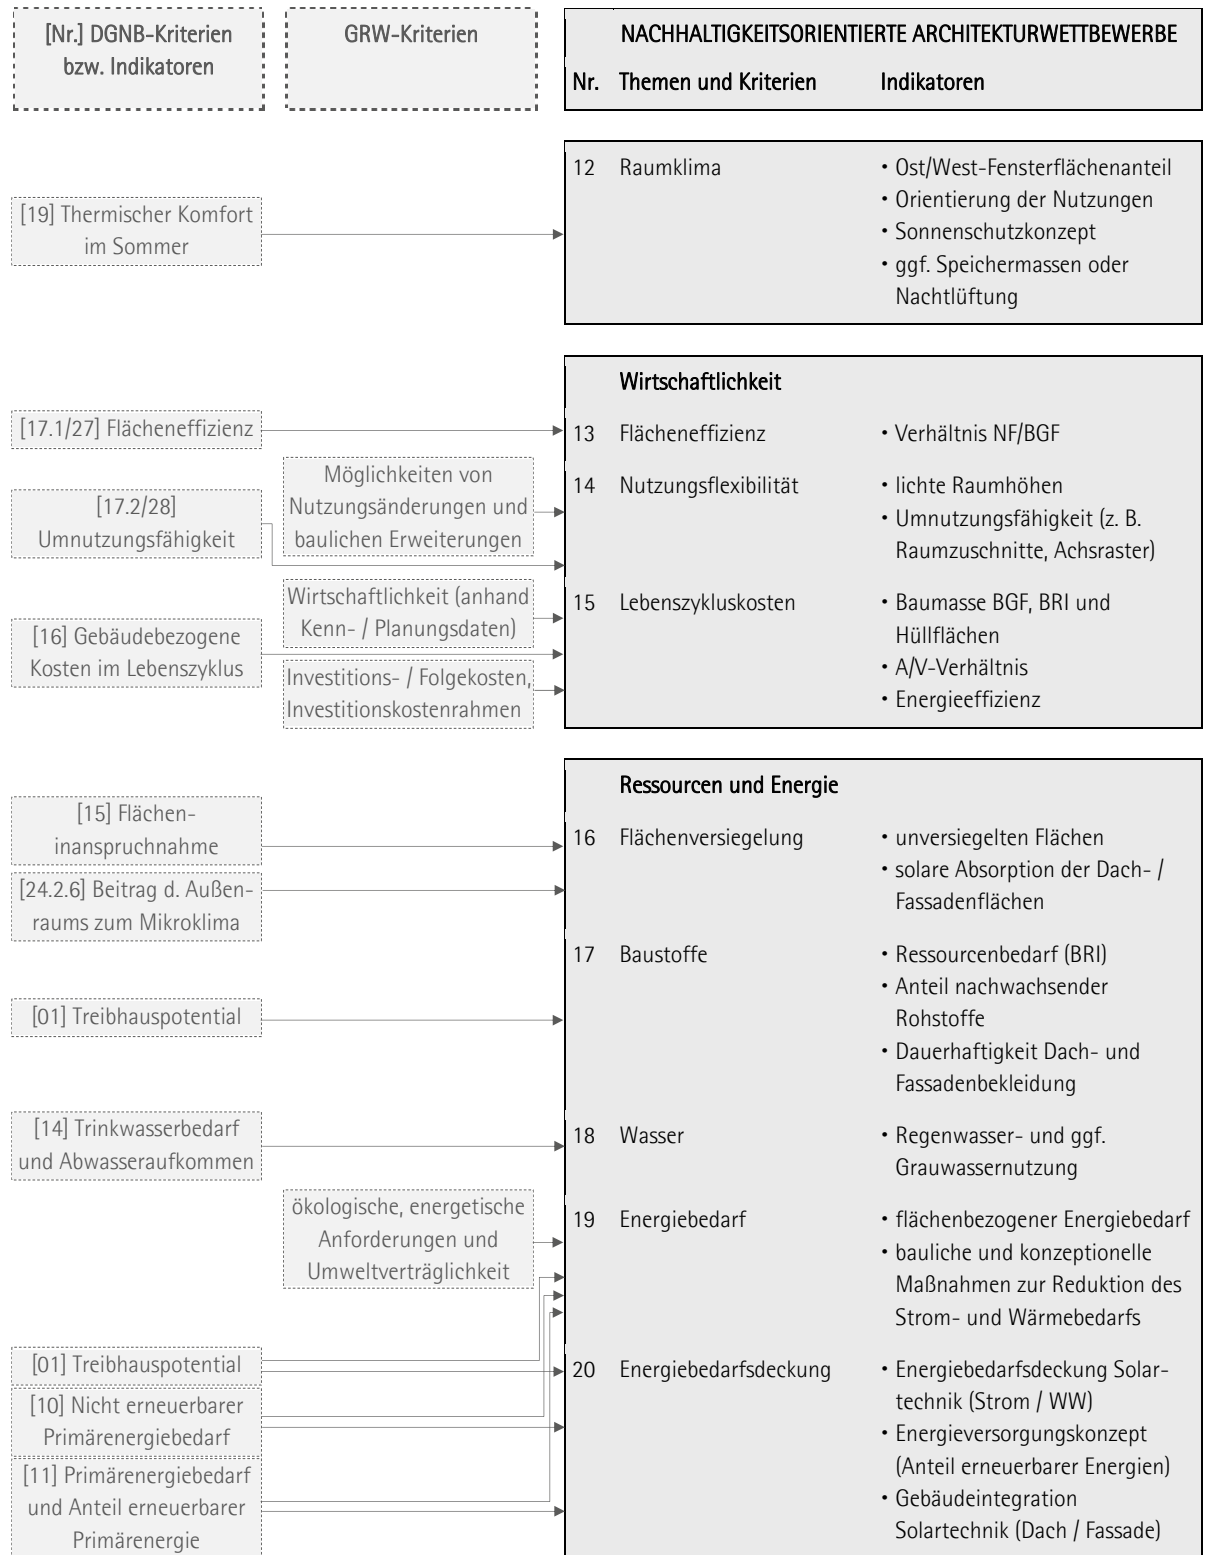 [Nr.] DGNB-Kriterien
bzw. Indikatoren
GRW-Kriterien
NACHHALTIGKEITSORIENTIERTE ARCHITEKTURWETTBEWERBE
Nr. Themen und Kriterien Indikatoren
[19] Thermischer Komfort
im Sommer
12 Raumklima • Ost/West-Fensterflächenanteil
• Orientierung der Nutzungen
• Sonnenschutzkonzept
• ggf. Speichermassen oder
Nachtlüftung
Wirtschaftlichkeit
[17.1/27] Flächeneffizienz
13 Flächeneffizienz • Verhältnis NF/BGF
[17.2/28]
Umnutzungsfähigkeit
Möglichkeiten von
Nutzungsänderungen und
baulichen Erweiterungen
14 Nutzungsflexibilität • lichte Raumhöhen
• Umnutzungsfähigkeit (z. B.
Raumzuschnitte, Achsraster)
[16] Gebäudebezogene
Kosten im Lebenszyklus
Wirtschaftlichkeit (anhand
Kenn- / Planungsdaten)
Investitions- / Folgekosten,
Investitionskostenrahmen
15 Lebenszykluskosten • Baumasse BGF, BRI und
Hüllflächen
• A/V-Verhältnis
• Energieeffizienz
Ressourcen und Energie
[15] Flächen-
inanspruchnahme
[24.2.6] Beitrag d. Außen-
raums zum Mikroklima
16 Flächenversiegelung • unversiegelten Flächen
• solare Absorption der Dach- /
Fassadenflächen
[01] Treibhauspotential
17 Baustoffe • Ressourcenbedarf (BRI)
• Anteil nachwachsender
Rohstoffe
• Dauerhaftigkeit Dach- und
Fassadenbekleidung
[14] Trinkwasserbedarf
und Abwasseraufkommen
18 Wasser • Regenwasser- und ggf.
Grauwassernutzung
ökologische, energetische
Anforderungen und
Umweltverträglichkeit
19 Energiebedarf • flächenbezogener Energiebedarf
• bauliche und konzeptionelle
Maßnahmen zur Reduktion des
Strom- und Wärmebedarfs
[01] Treibhauspotential
[10] Nicht erneuerbarer
Primärenergiebedarf
[11] Primärenergiebedarf
und Anteil erneuerbarer
Primärenergie
20 Energiebedarfsdeckung • Energiebedarfsdeckung Solar-
technik (Strom / WW)
• Energieversorgungskonzept
(Anteil erneuerbarer Energien)
• Gebäudeintegration
Solartechnik (Dach / Fassade)